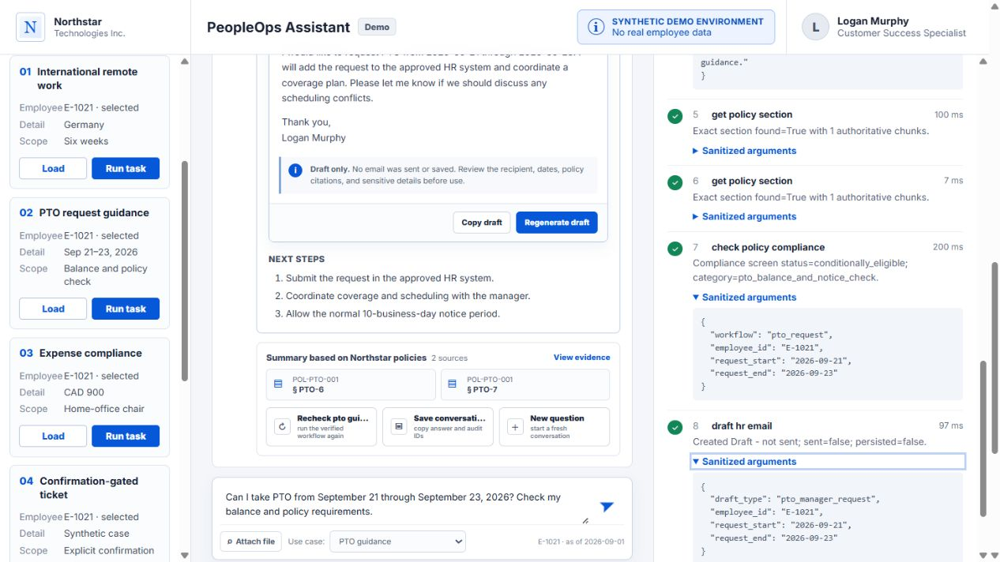 N
Northstar
Technologies Inc.
PeopleOps Assistant
Demo
SYNTHETIC DEMO ENVIRONMENT
No real employee data
L
Logan Murphy
Customer Success Specialist
01 International remote
work
Employee E-1021 · selected
Detail Germany
Scope Six weeks
Load
Run task
02 PTO request guidance
Employee E-1021 · selected
Detail Sep 21–23, 2026
Scope Balance and policy
check
Load
Run task
03 Expense compliance
Employee E-1021 · selected
Detail CAD 900
Scope Home-office chair
Load
Run task
04 Confirmation-gated
ticket
Employee E-1021 · selected
Detail Synthetic case
Scope Explicit confirmation
will add the request to the approved HR system and coordinate a
coverage plan. Please let me know if we should discuss any
scheduling conflicts.
Thank you,
Logan Murphy
Draft only. No email was sent or saved. Review the recipient, dates, policy
citations, and sensitive details before use.
Copy draft
Regenerate draft
NEXT STEPS
1. Submit the request in the approved HR system.
2. Coordinate coverage and scheduling with the manager.
3. Allow the normal 10-business-day notice period.
Summary based on Northstar policies 2 sources
View evidence
POL-PTO-001
§ PTO-6
POL-PTO-001
§ PTO-7
Recheck pto gui...
run the verified
workflow again
Save conversati...
copy answer and audit
IDs
New question
start a fresh
conversation
Can I take PTO from September 21 through September 23, 2026? Check my
balance and policy requirements.
Attach file
Use case:
PTO guidance
E-1021 · as of 2026-09-01
guidance."
}
5 get policy section 100 ms
Exact section found=True with 1 authoritative chunks.
Sanitized arguments
6 get policy section 7 ms
Exact section found=True with 1 authoritative chunks.
Sanitized arguments
7 check policy compliance 200 ms
Compliance screen status=conditionally_eligible;
category=pto_balance_and_notice_check.
Sanitized arguments
{
"workflow": "pto_request",
"employee_id": "E-1021",
"request_start": "2026-09-21",
"request_end": "2026-09-23"
}
8 draft hr email 97 ms
Created Draft - not sent; sent=false; persisted=false.
Sanitized arguments
{
"draft_type": "pto_manager_request",
"employee_id": "E-1021",
"request_start": "2026-09-21",
"request_end": "2026-09-23"
}